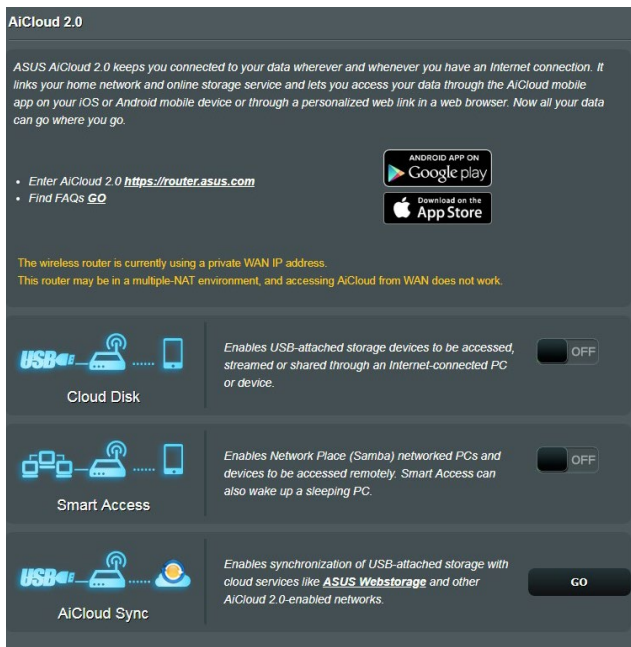 AiCloud 2.0
ASUS AiCloud 2.0 keeps you connected to your data wherever and whenever you have an Internet connection. It
links your home network and online storage service and lets you access your data through the AiCloud mobile
app on your iOS or Android mobile device or through a personalized web link in a web browser. Now all your data
can go where you go.
ANDROID APP ON
Google play
Enter AiCloud 2.0 https://router.asus.com
Find FAQs GO
Download on the
App Store
The wireless router is currently using a private WAN IP address.
This router may be in a multiple-NAT environment, and accessing AiCloud from WAN does not work.
USB
Cloud Disk
Enables USB-attached storage devices to be accessed,
streamed or shared through an Internet-connected PC
or device.
OFF
Smart Access
Enables Network Place (Samba) networked PCs and
devices to be accessed remotely. Smart Access can
also wake up a sleeping PC.
OFF
USB
AiCloud Sync
Enables synchronization of USB-attached storage with
cloud services like ASUS Webstorage and other
AiCloud 2.0-enabled networks.
GO